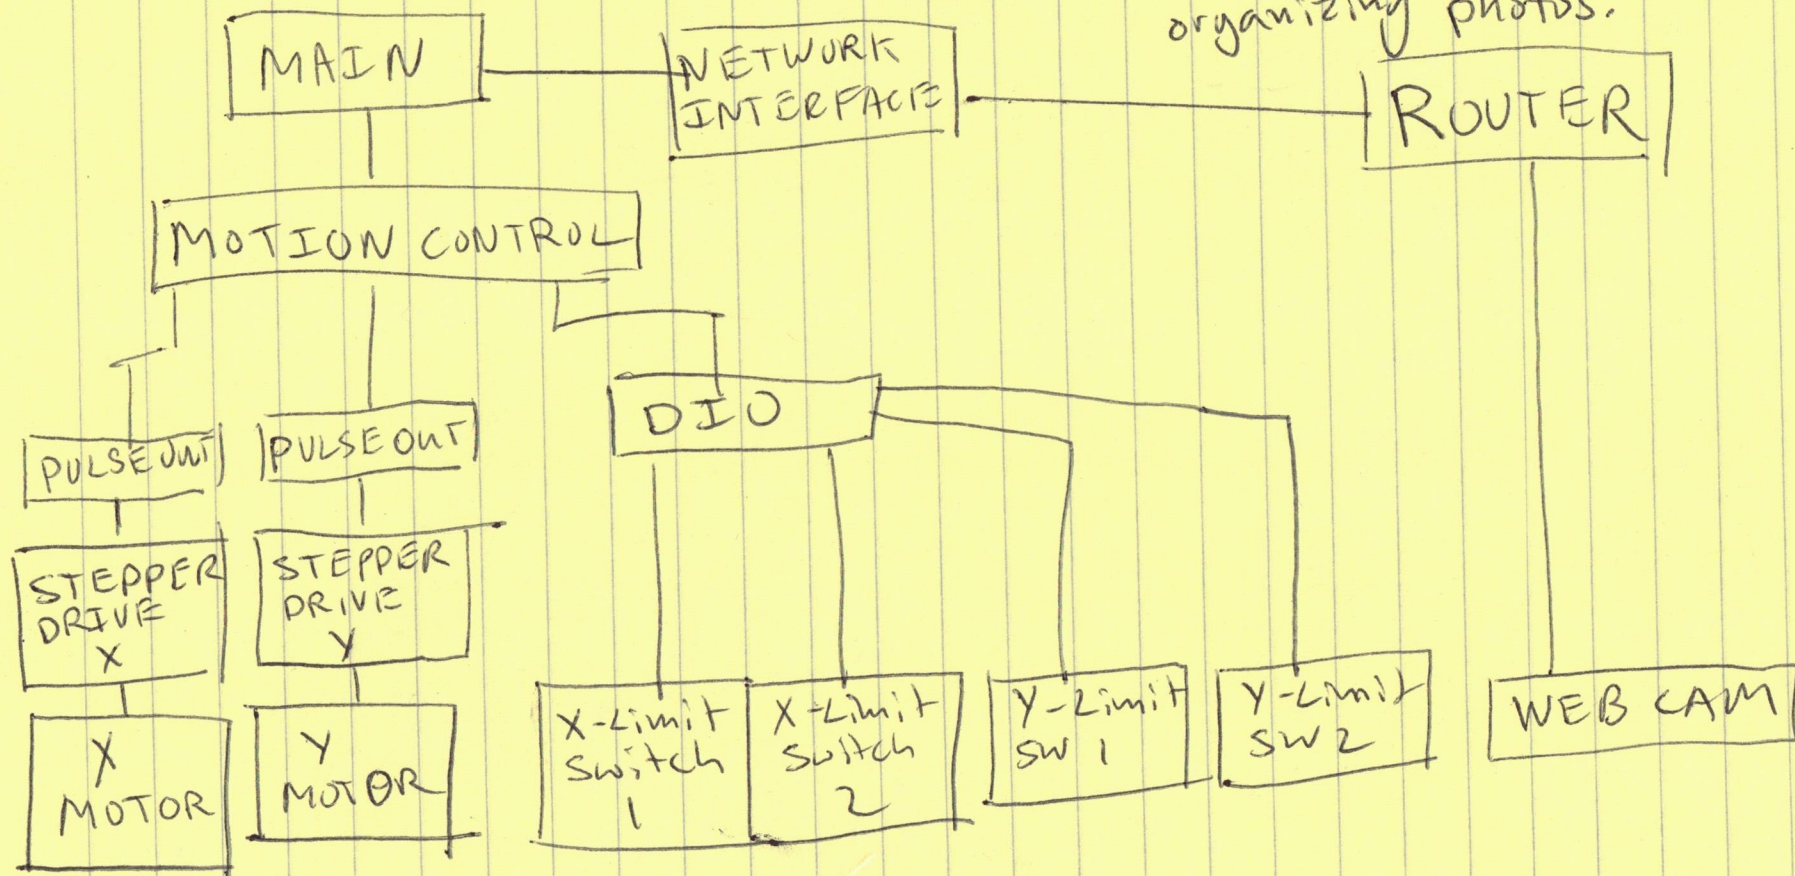 organizing photos.
MAIN
NETWORK
INTERFACE
ROUTER
MOTION CONTROL
DIO
PULSE OUT
PULSE OUT
STEPPER
DRIVE
X
STEPPER
DRIVE
Y
X
MOTOR
Y
MOTOR
X-Limit
Switch
1
X-Limit
Switch
2
Y-Limit
SW 1
Y-Limit
SW 2
WEB CAM